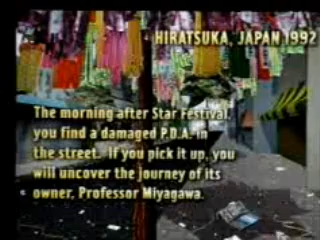 HIRATSUKA, JAPAN 1992
The morning after Star Festival,
you find a damaged P.D.A. in
the street. If you pick it up, you
will uncover the journey of its
owner, Professor Miyagawa.